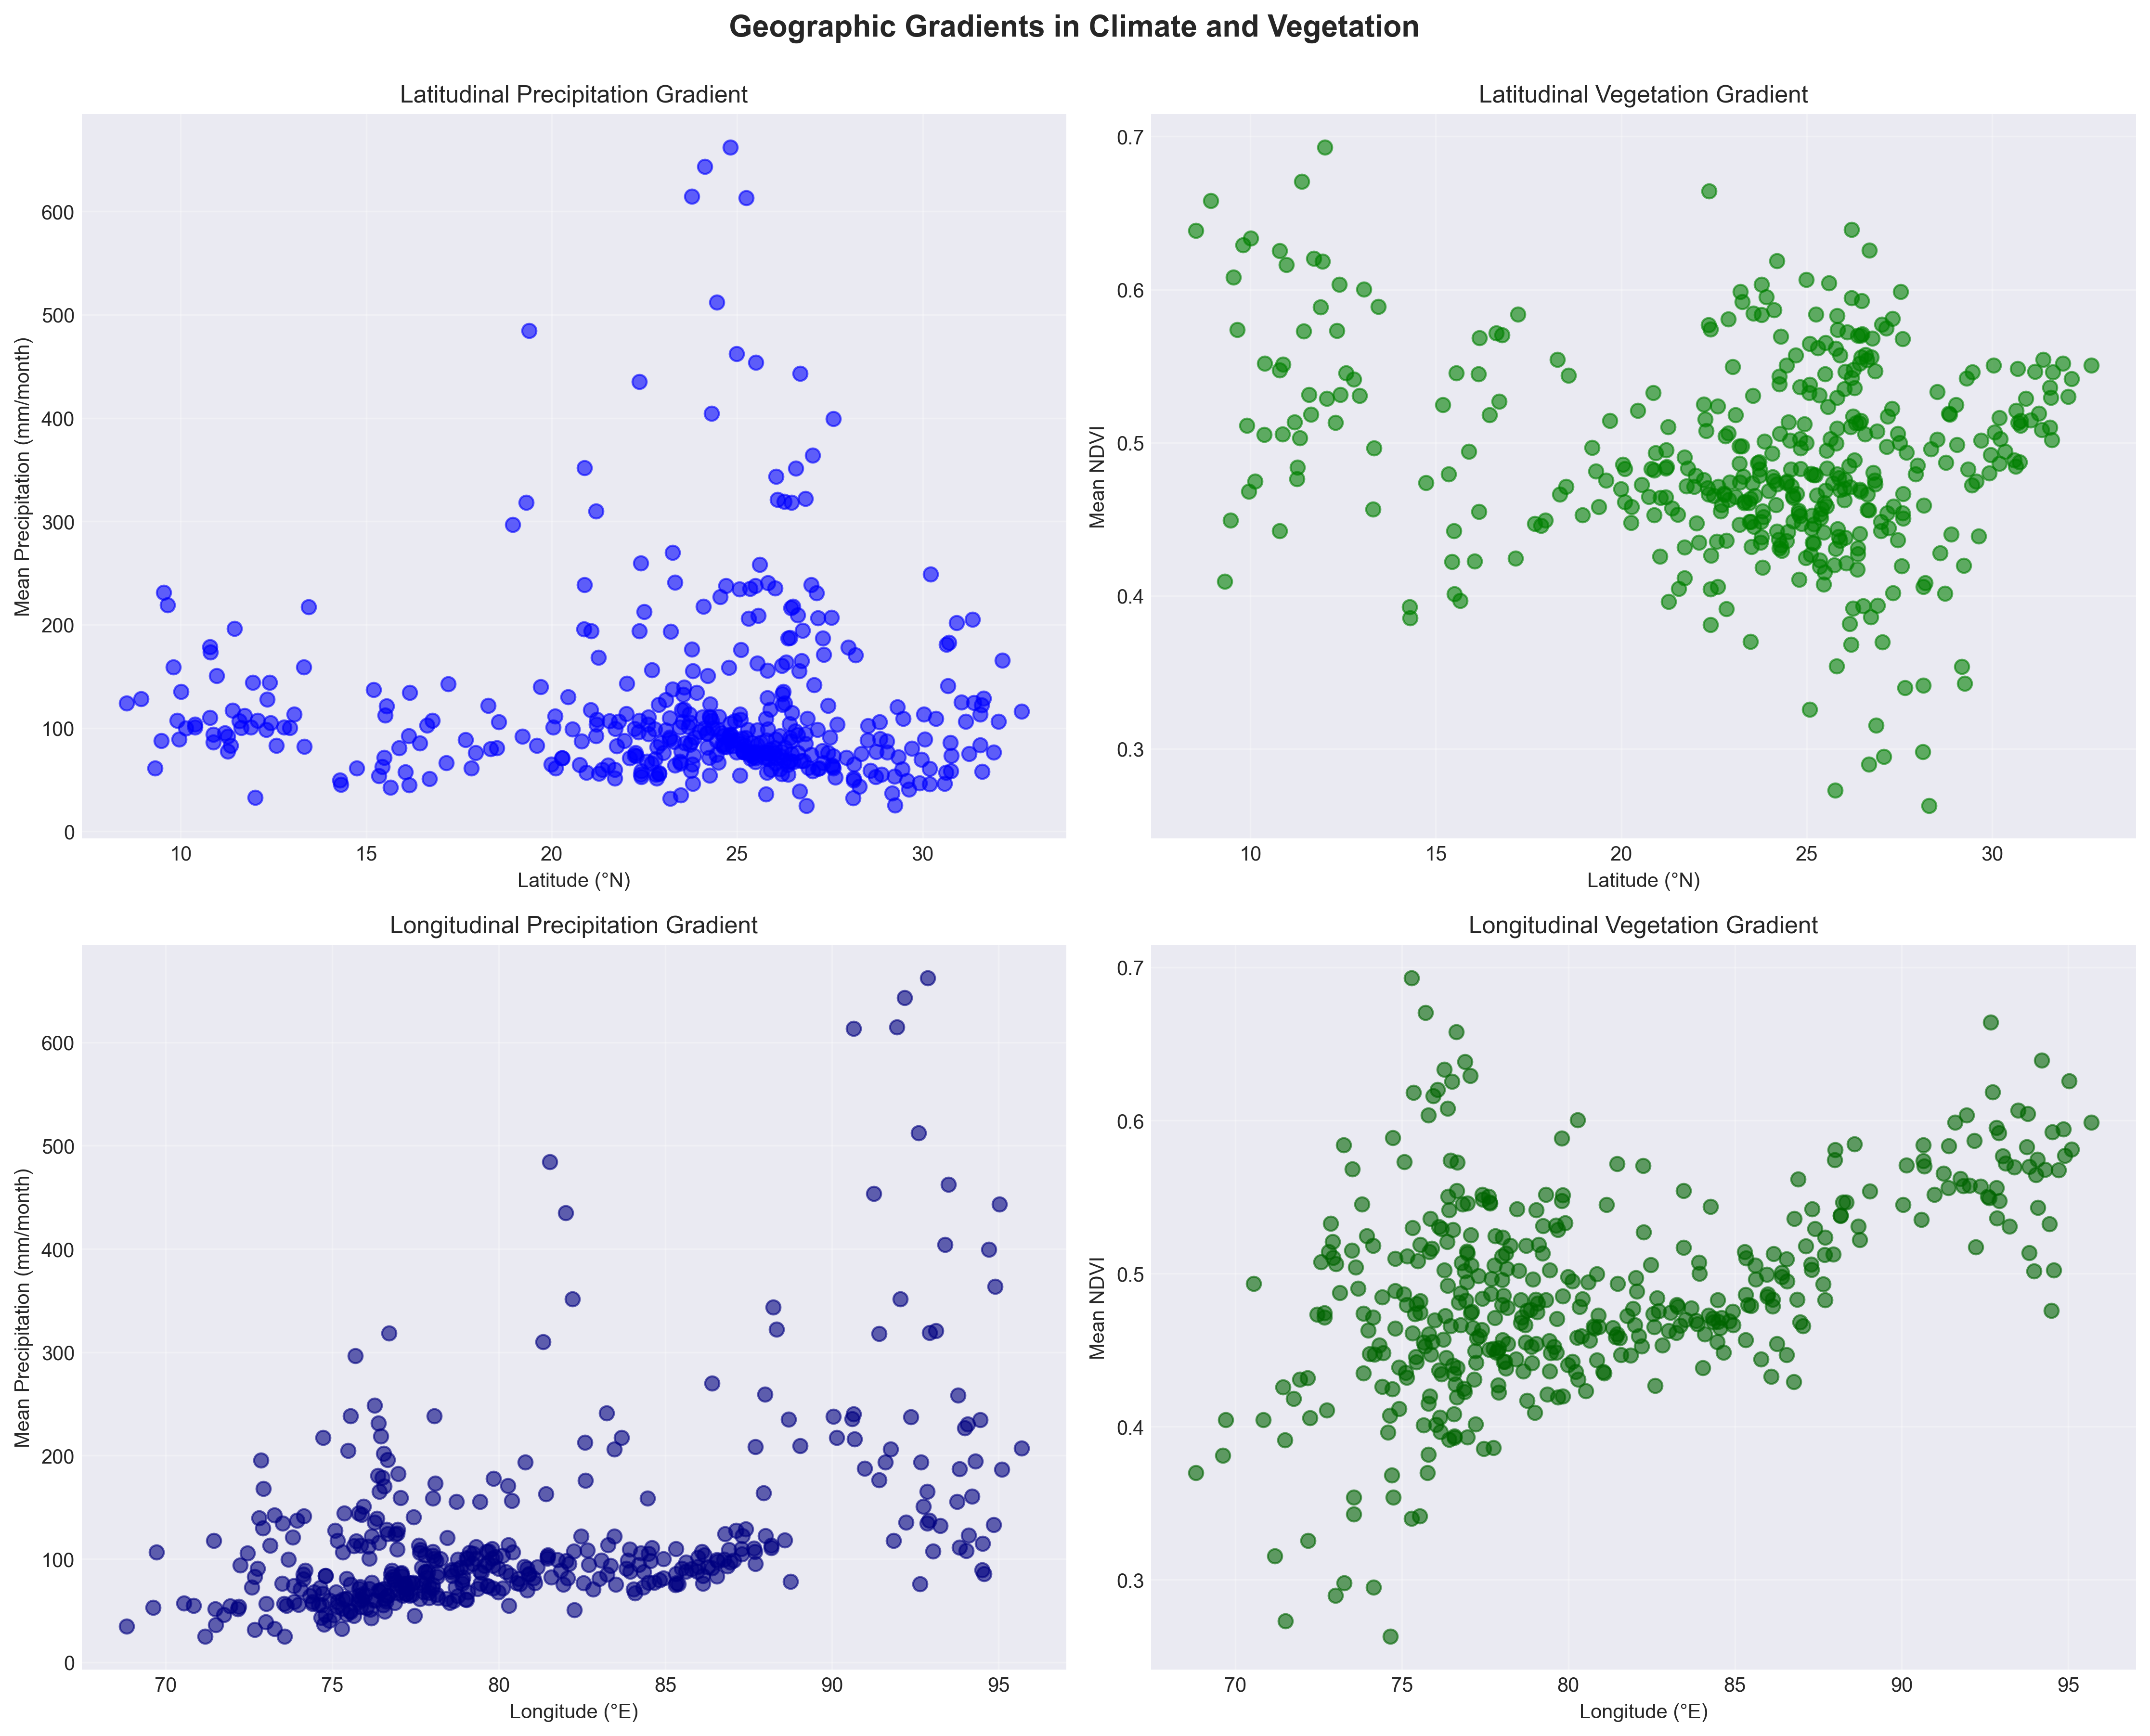 Geographic Gradients in Climate and Vegetation
Latitudinal Precipitation Gradient
Mean Precipitation (mm/month)
600
500
400
300
200
100
0
10 15 20 25 30
Latitude (°N)
Latitudinal Vegetation Gradient
Mean NDVI
0.7
0.6
0.5
0.4
0.3
10 15 20 25 30
Latitude (°N)
Longitudinal Precipitation Gradient
Mean Precipitation (mm/month)
600
500
400
300
200
100
0
70 75 80 85 90 95
Longitude (°E)
Longitudinal Vegetation Gradient
Mean NDVI
0.7
0.6
0.5
0.4
0.3
70 75 80 85 90 95
Longitude (°E)